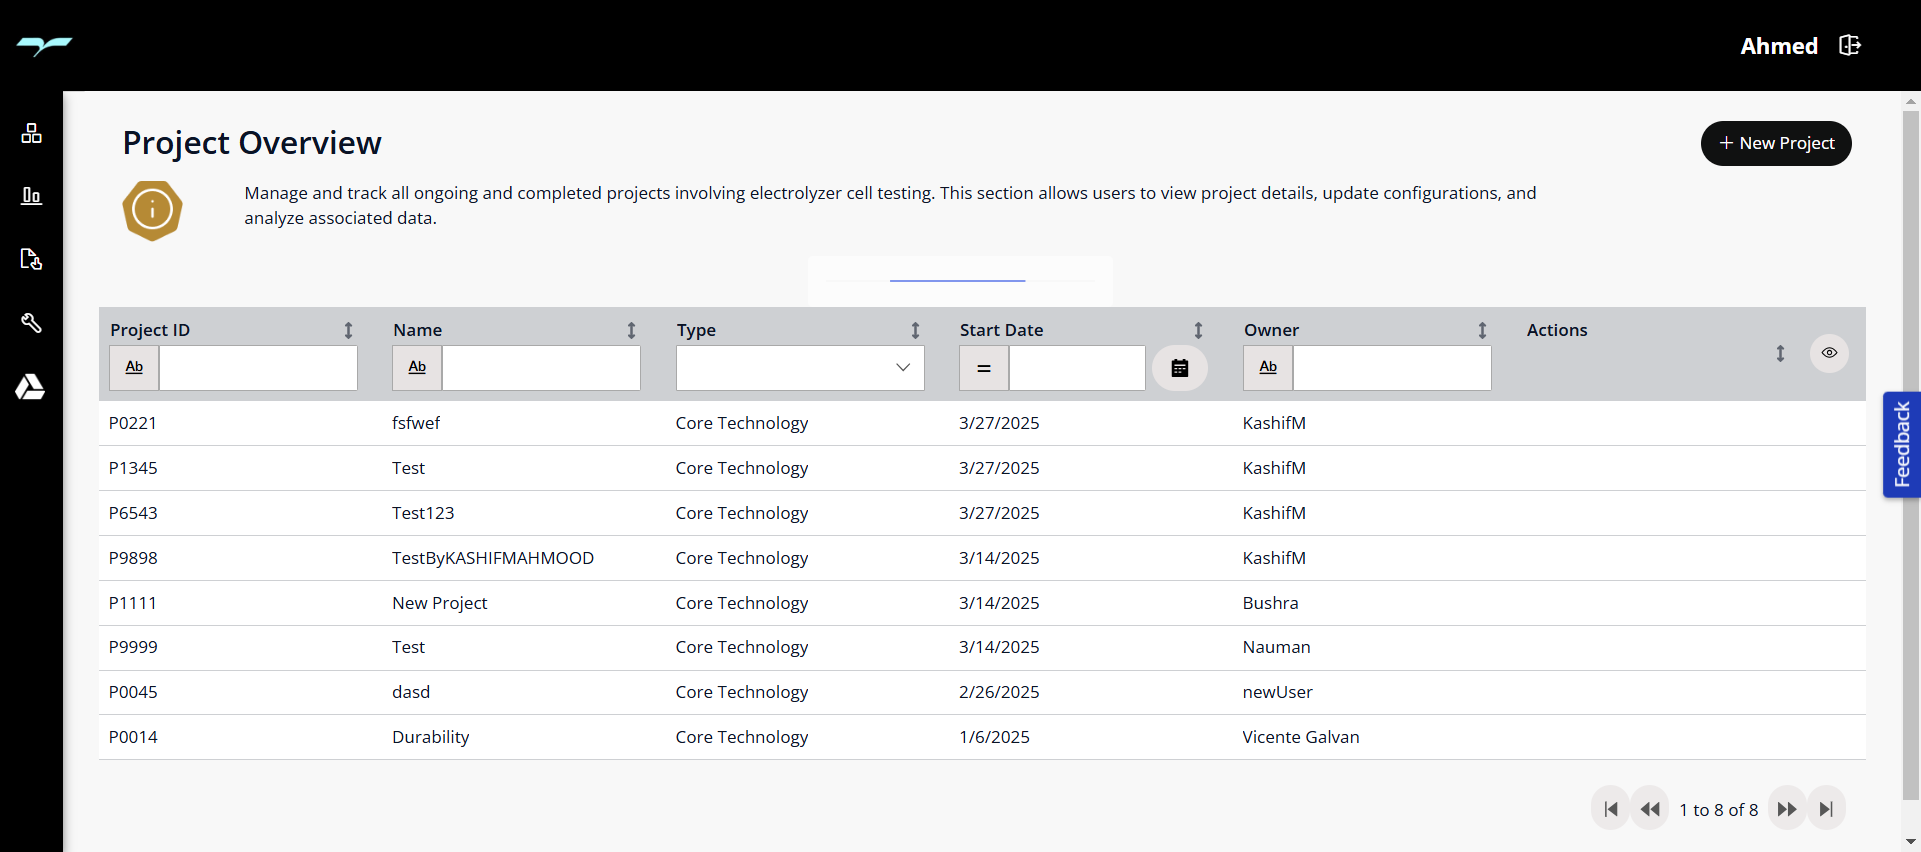 Ahmed
Project Overview
+ New Project
Manage and track all ongoing and completed projects involving electrolyzer cell testing. This section allows users to view project details, update configurations, and
analyze associated data.
Project ID Name Type Start Date Owner Actions
Ab Ab = Ab
P0221 fsfwef Core Technology 3/27/2025 KashifM
P1345 Test Core Technology 3/27/2025 KashifM
P6543 Test123 Core Technology 3/27/2025 KashifM
P9898 TestByKASHIFMAHMOOD Core Technology 3/14/2025 KashifM
P1111 New Project Core Technology 3/14/2025 Bushra
P9999 Test Core Technology 3/14/2025 Nauman
P0045 dasd Core Technology 2/26/2025 newUser
P0014 Durability Core Technology 1/6/2025 Vicente Galvan
1 to 8 of 8
Feedback